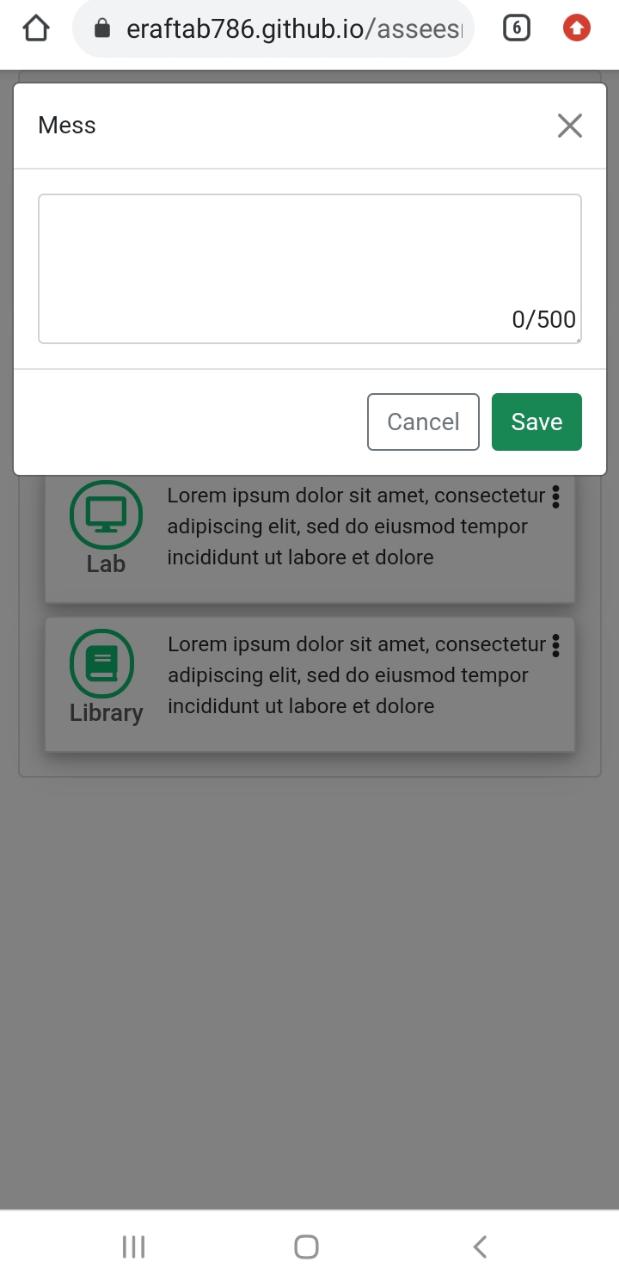 eraftab786.github.io/assees
6
Mess
0/500
Cancel
Save
Lorem ipsum dolor sit amet, consectetur
adipiscing elit, sed do eiusmod tempor
incididunt ut labore et dolore
Lab
Lorem ipsum dolor sit amet, consectetur
adipiscing elit, sed do eiusmod tempor
incididunt ut labore et dolore
Library